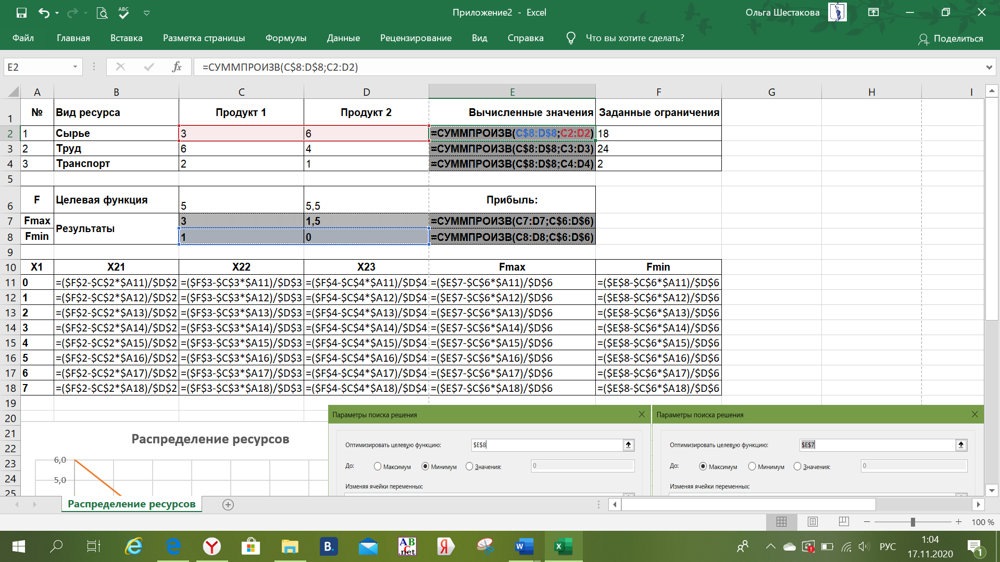 ABC
Приложение2 - Excel
Ольга Шестакова
Файл Главная Вставка Разметка страницы Формулы Данные Рецензирование Вид Справка Что вы хотите сделать? Поделиться
E2 fx =СУММПРОИЗВ(C$8:D$8;C2:D2)
A B C D E F G H I
1 № Вид ресурса Продукт 1 Продукт 2 Вычисленные значения Заданные ограничения
2 1 Сырье 3 6 =СУММПРОИЗВ(C$8:D$8;C2:D2) 18
3 2 Труд 6 4 =СУММПРОИЗВ(C$8:D$8;C3:D3) 24
4 3 Транспорт 2 1 =СУММПРОИЗВ(C$8:D$8;C4:D4) 2
5
6 F Целевая функция 5 5,5 Прибыль:
7 Fmax Результаты 3 1,5 =СУММПРОИЗВ(C7:D7;C$6:D$6)
8 Fmin 1 0 =СУММПРОИЗВ(C8:D8;C$6:D$6)
9
10 X1 X21 X22 X23 Fmax Fmin
11 0 =($F$2-$C$2*$A11)/$D$2 =($F$3-$C$3*$A11)/$D$3 =($F$4-$C$4*$A11)/$D$4 =($E$7-$C$6*$A11)/$D$6 =($E$8-$C$6*$A11)/$D$6
12 1 =($F$2-$C$2*$A12)/$D$2 =($F$3-$C$3*$A12)/$D$3 =($F$4-$C$4*$A12)/$D$4 =($E$7-$C$6*$A12)/$D$6 =($E$8-$C$6*$A12)/$D$6
13 2 =($F$2-$C$2*$A13)/$D$2 =($F$3-$C$3*$A13)/$D$3 =($F$4-$C$4*$A13)/$D$4 =($E$7-$C$6*$A13)/$D$6 =($E$8-$C$6*$A13)/$D$6
14 3 =($F$2-$C$2*$A14)/$D$2 =($F$3-$C$3*$A14)/$D$3 =($F$4-$C$4*$A14)/$D$4 =($E$7-$C$6*$A14)/$D$6 =($E$8-$C$6*$A14)/$D$6
15 4 =($F$2-$C$2*$A15)/$D$2 =($F$3-$C$3*$A15)/$D$3 =($F$4-$C$4*$A15)/$D$4 =($E$7-$C$6*$A15)/$D$6 =($E$8-$C$6*$A15)/$D$6
16 5 =($F$2-$C$2*$A16)/$D$2 =($F$3-$C$3*$A16)/$D$3 =($F$4-$C$4*$A16)/$D$4 =($E$7-$C$6*$A16)/$D$6 =($E$8-$C$6*$A16)/$D$6
17 6 =($F$2-$C$2*$A17)/$D$2 =($F$3-$C$3*$A17)/$D$3 =($F$4-$C$4*$A17)/$D$4 =($E$7-$C$6*$A17)/$D$6 =($E$8-$C$6*$A17)/$D$6
18 7 =($F$2-$C$2*$A18)/$D$2 =($F$3-$C$3*$A18)/$D$3 =($F$4-$C$4*$A18)/$D$4 =($E$7-$C$6*$A18)/$D$6 =($E$8-$C$6*$A18)/$D$6
19
20 Параметры поиска решения Параметры поиска решения
21 Распределение ресурсов
22 Оптимизировать целевую функцию: $E$8 Оптимизировать целевую функцию: $E$7
23 6,0 До: Максимум Минимум Значения: 0 До: Максимум Минимум Значения: 0
24 5,0
25 Изменяя ячейки переменных: Изменяя ячейки переменных:
Распределение ресурсов
100 %
B. AB C .net Я W X РУС 1:04
17.11.2020 1